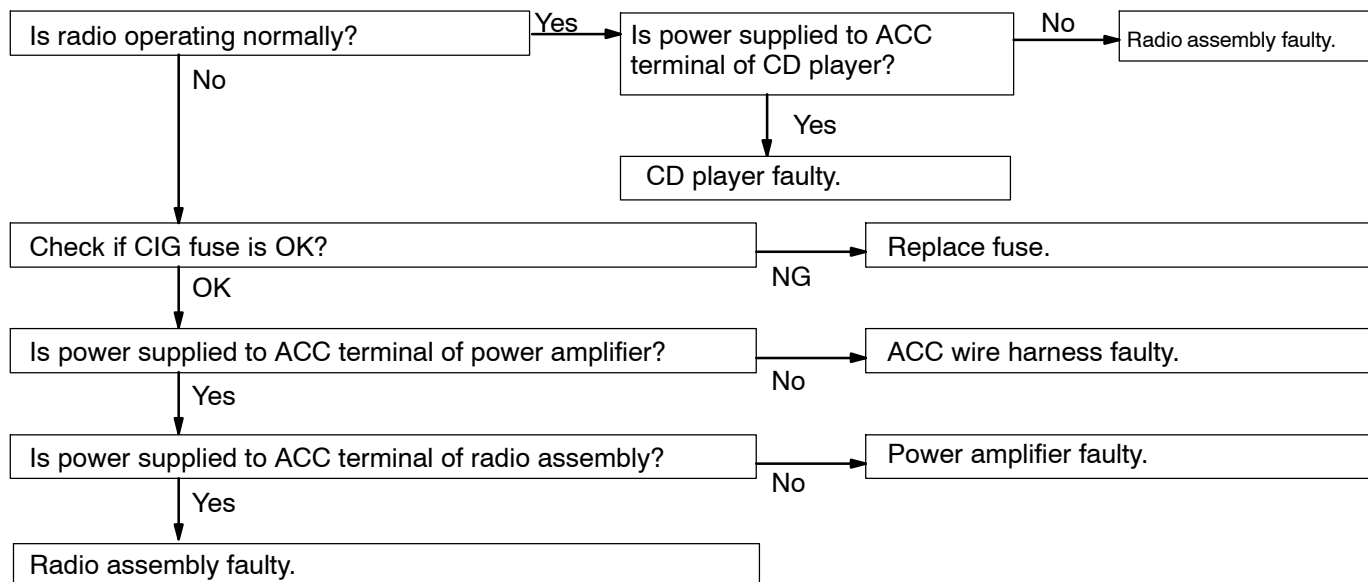 Is radio operating normally?
Yes
Is power supplied to ACC
terminal of CD player?
No
Radio assembly faulty.
No
Yes
CD player faulty.
Check if CIG fuse is OK?
NG
Replace fuse.
OK
Is power supplied to ACC terminal of power amplifier?
No
ACC wire harness faulty.
Yes
Is power supplied to ACC terminal of radio assembly?
No
Power amplifier faulty.
Yes
Radio assembly faulty.